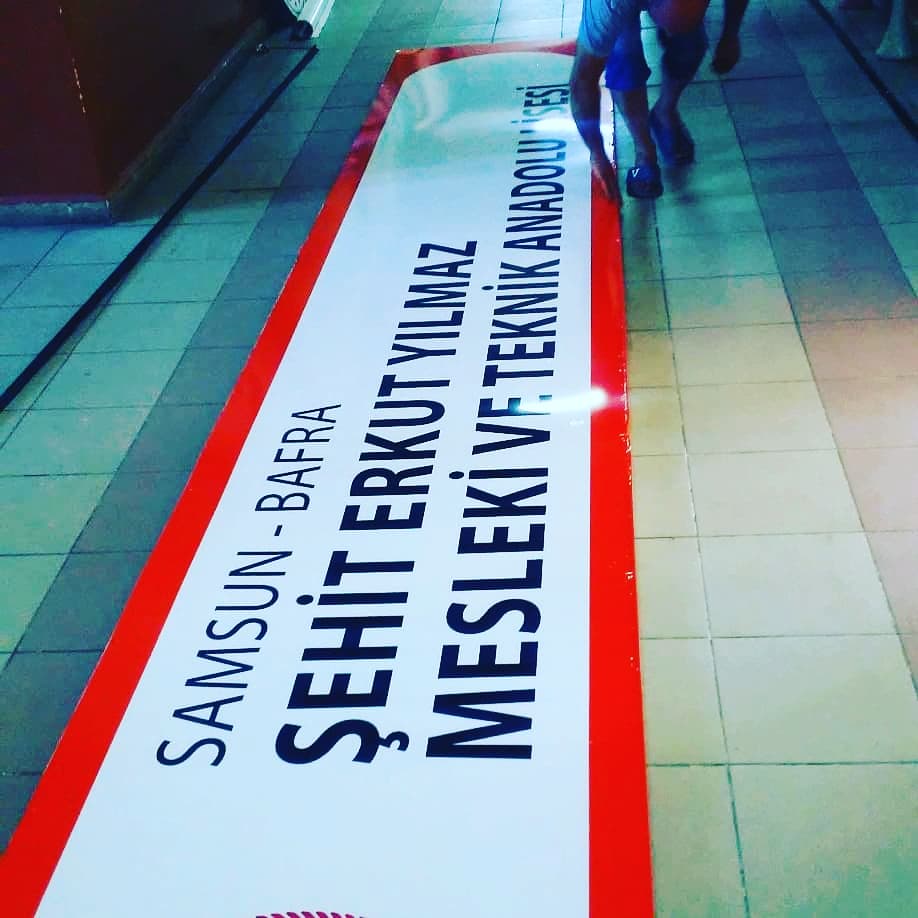 SAMSUN - BAFRA
ŞEHİT ERKUT YILMAZ
MESLEKİ VE TEKNİK ANADOLU LİSESİ